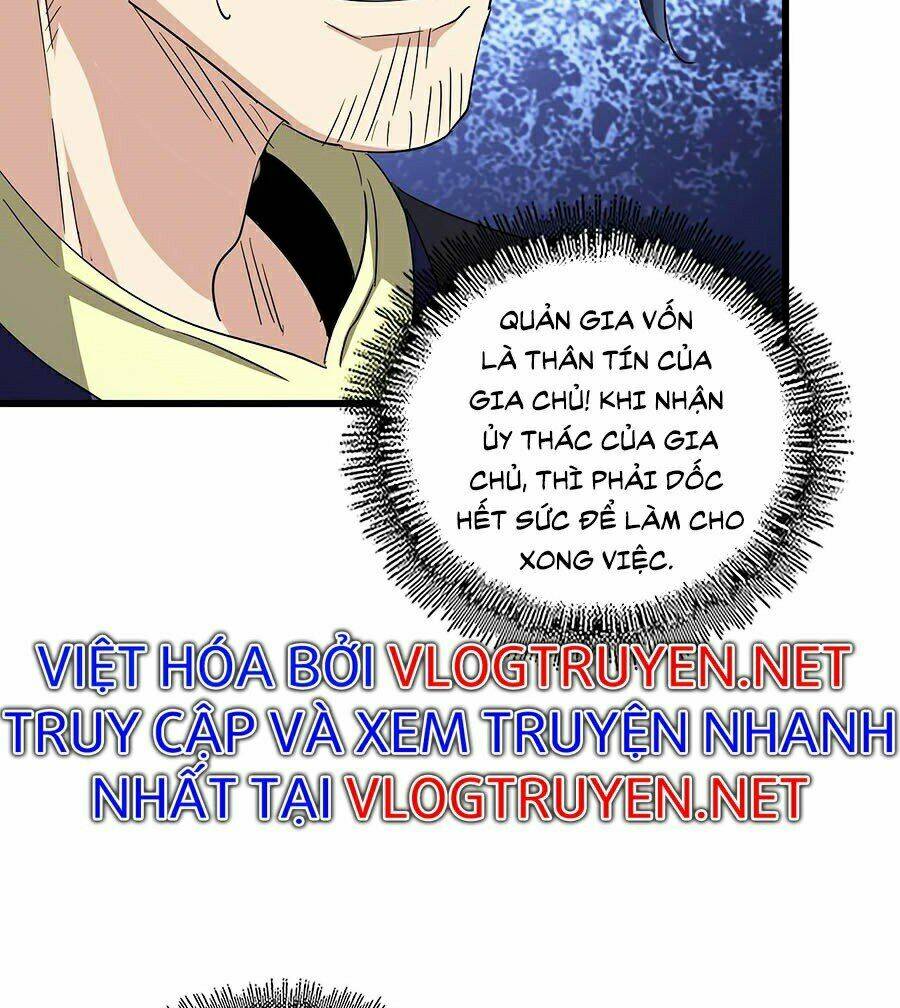 QUẢN GIA VỐN
LÀ THÂN TÍN CỦA
GIA CHỦ! KHI NHẬN
ỦY THÁC CỦA GIA
CHỦ, THÌ PHẢI DỐC
HẾT SỨC ĐỂ LÀM CHO
XONG VIỆC.
VIỆT HÓA BỞI VLOGTRUYEN.NET
TRUY CẬP VÀ XEM TRUYỆN NHANH
NHẤT TẠI VLOGTRUYEN.NET